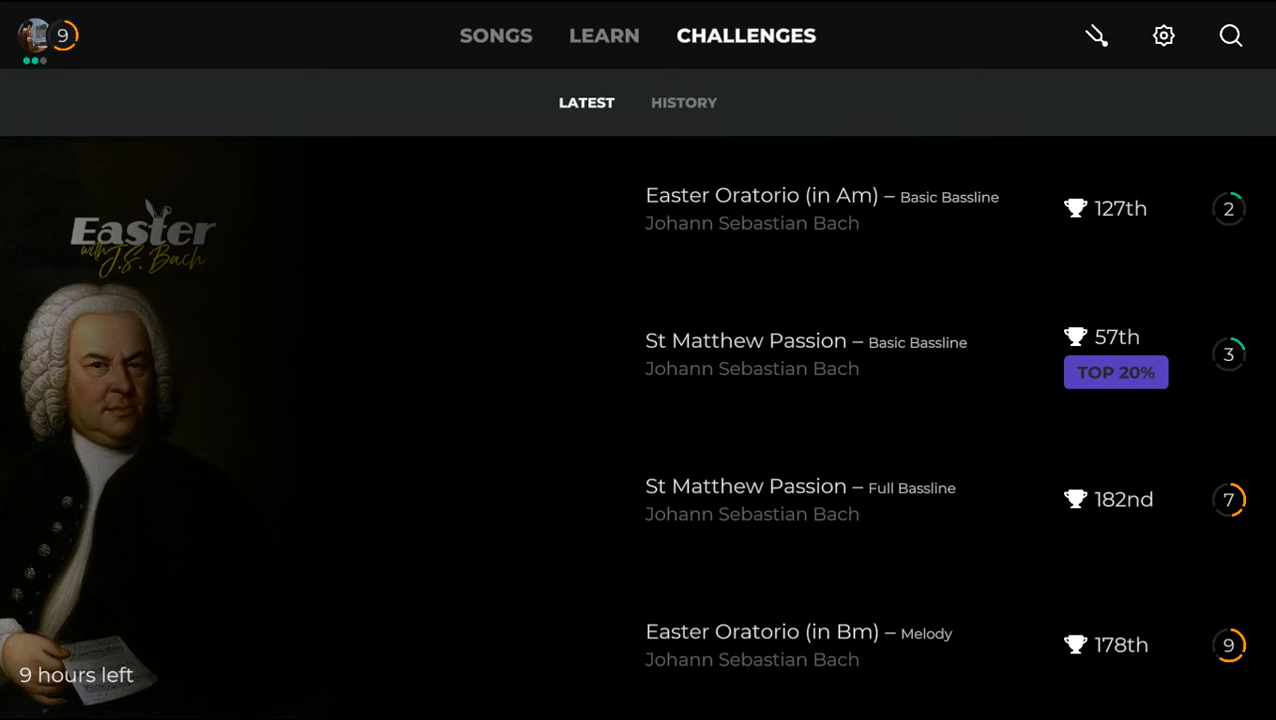 9
SONGS
LEARN
CHALLENGES
LATEST
HISTORY
Easter
with J.S. Bach
9 hours left
Easter Oratorio (in Am) – Basic Bassline
Johann Sebastian Bach
127th
2
St Matthew Passion – Basic Bassline
Johann Sebastian Bach
57th
TOP 20%
3
St Matthew Passion – Full Bassline
Johann Sebastian Bach
182nd
7
Easter Oratorio (in Bm) – Melody
Johann Sebastian Bach
178th
9